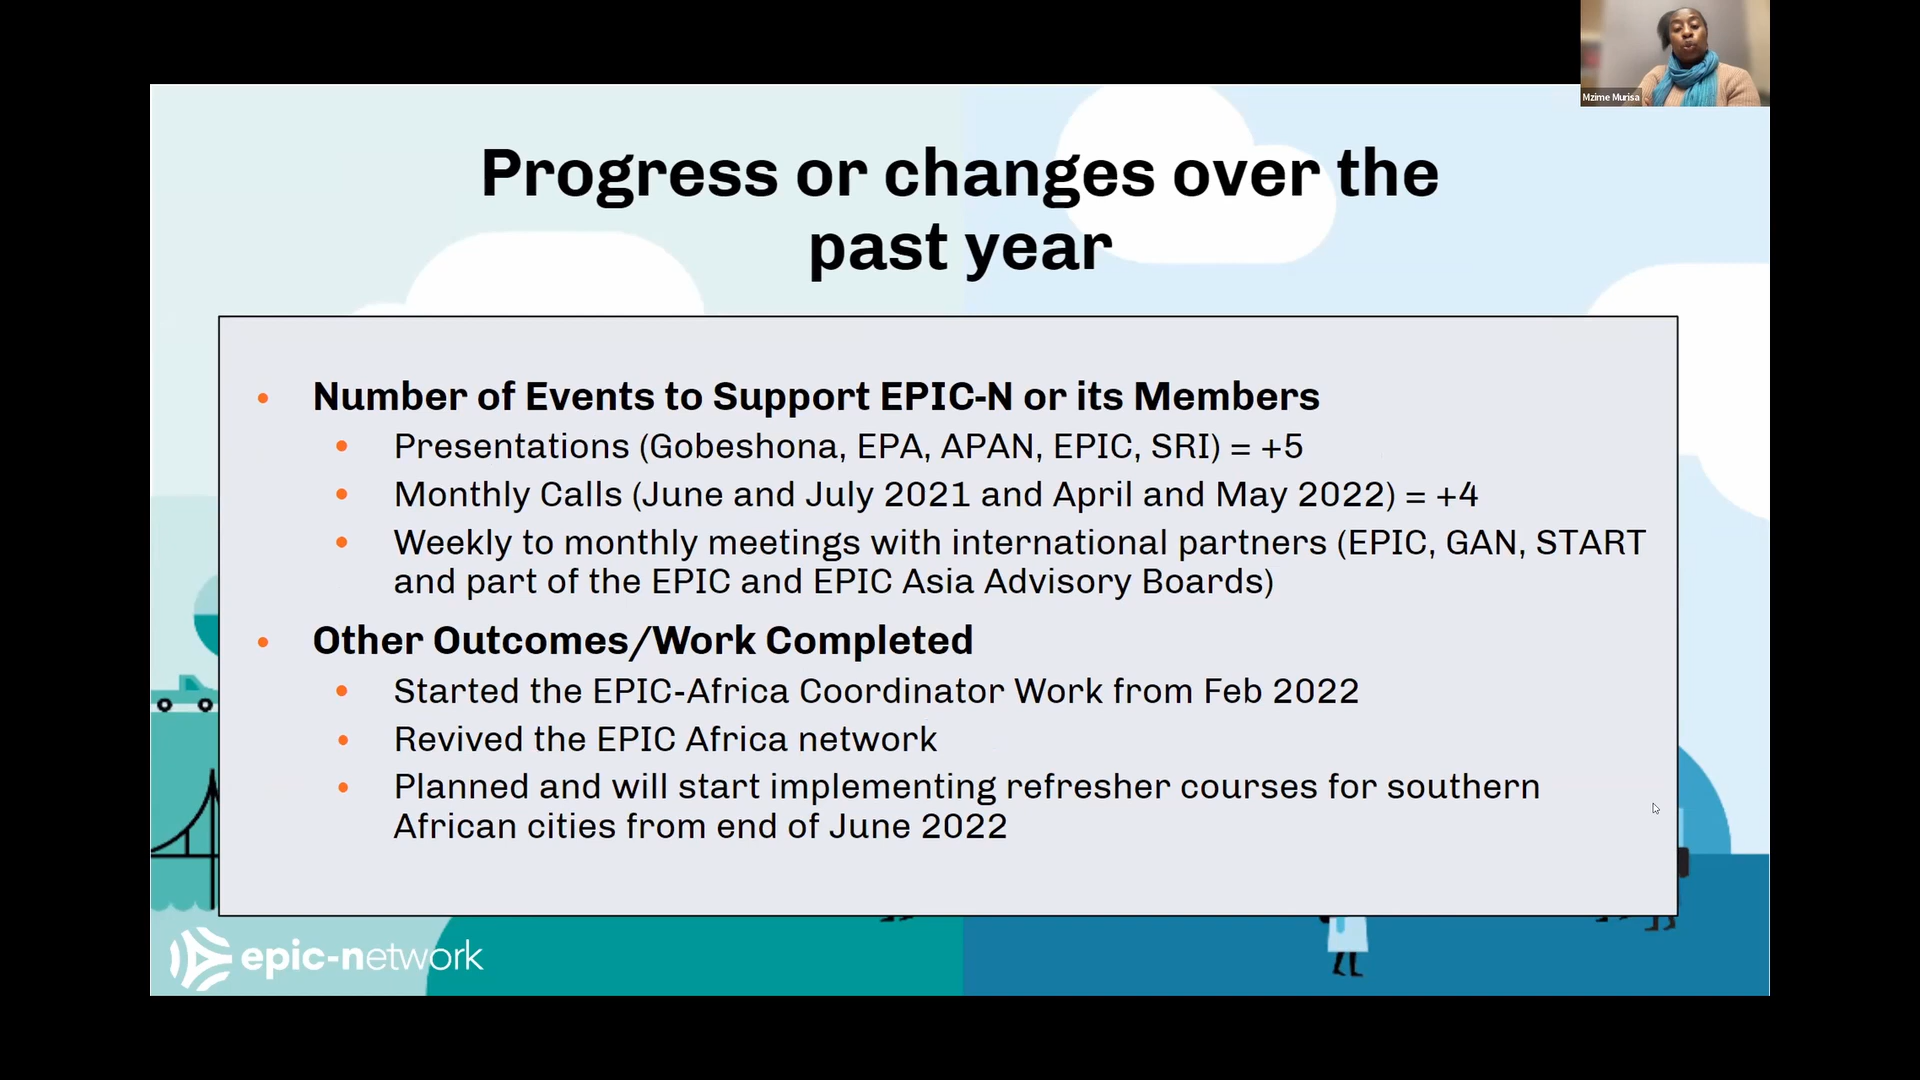 Mzime Murisa
Progress or changes over the
past year
• Number of Events to Support EPIC-N or its Members
• Presentations (Gobeshona, EPA, APAN, EPIC, SRI) = +5
• Monthly Calls (June and July 2021 and April and May 2022) = +4
• Weekly to monthly meetings with international partners (EPIC, GAN, START
and part of the EPIC and EPIC Asia Advisory Boards)
• Other Outcomes/Work Completed
• Started the EPIC-Africa Coordinator Work from Feb 2022
• Revived the EPIC Africa network
• Planned and will start implementing refresher courses for southern
African cities from end of June 2022
epic-network